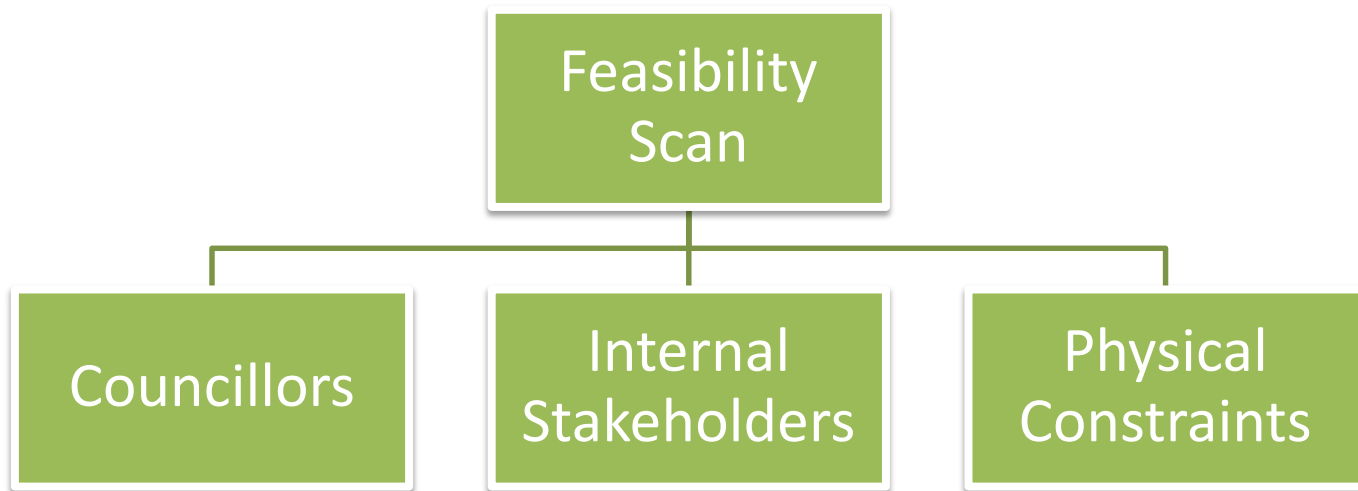 Feasibility
Scan
Councillors
Internal
Stakeholders
Physical
Constraints